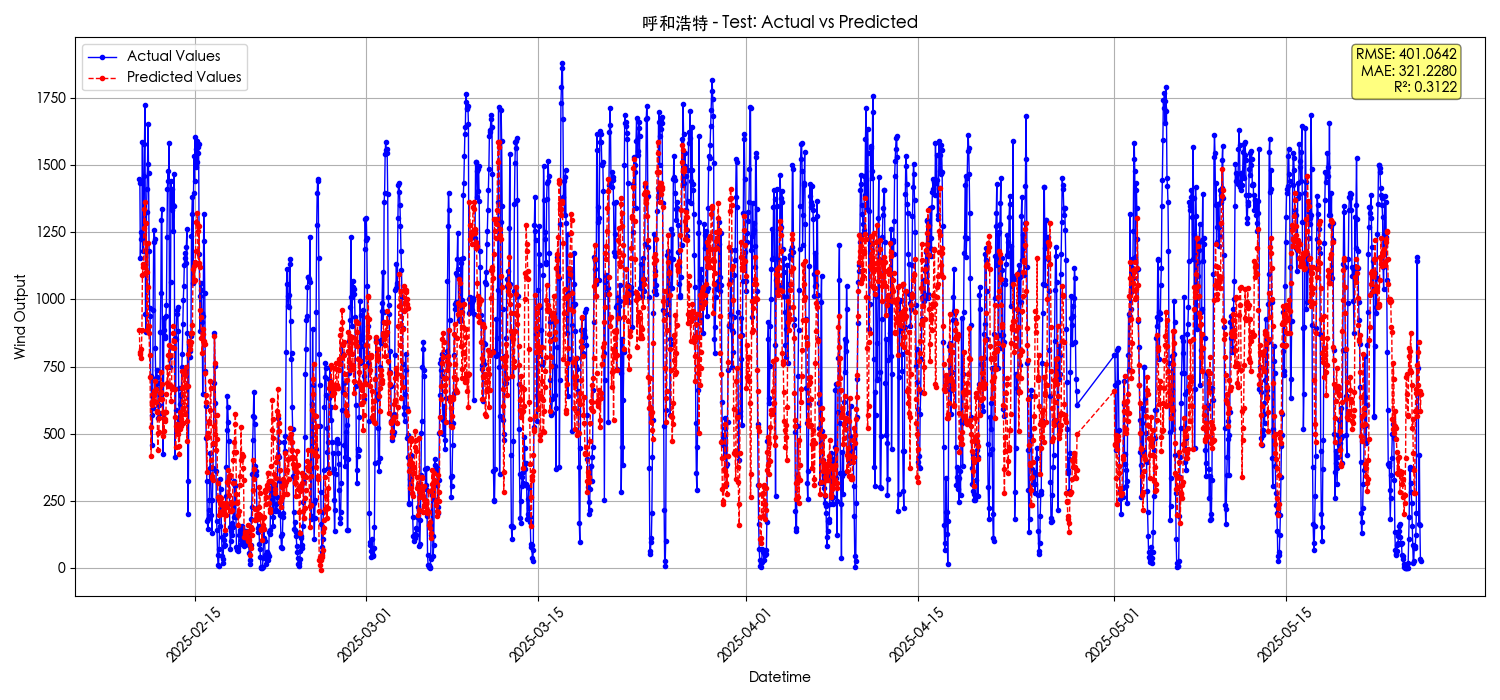 呼和浩特 - Test: Actual vs Predicted
Actual Values
Predicted Values
RMSE: 401.0642
MAE: 321.2280
R²: 0.3122
Wind Output
1750
1500
1250
1000
750
500
250
0
2025-02-15
2025-03-01
2025-03-15
2025-04-01
2025-04-15
2025-05-01
2025-05-15
Datetime